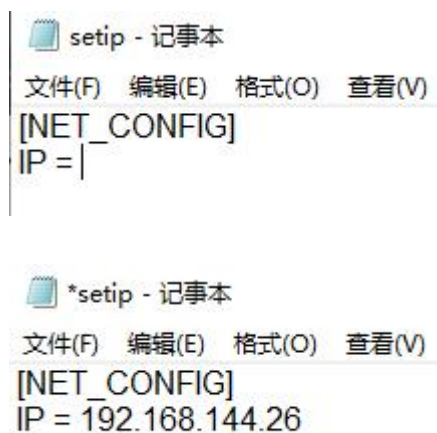 setip - 记事本
文件(F) 编辑(E) 格式(O) 查看(V)
[NET_CONFIG]
IP =
*setip - 记事本
文件(F) 编辑(E) 格式(O) 查看(V)
[NET_CONFIG]
IP = 192.168.144.26